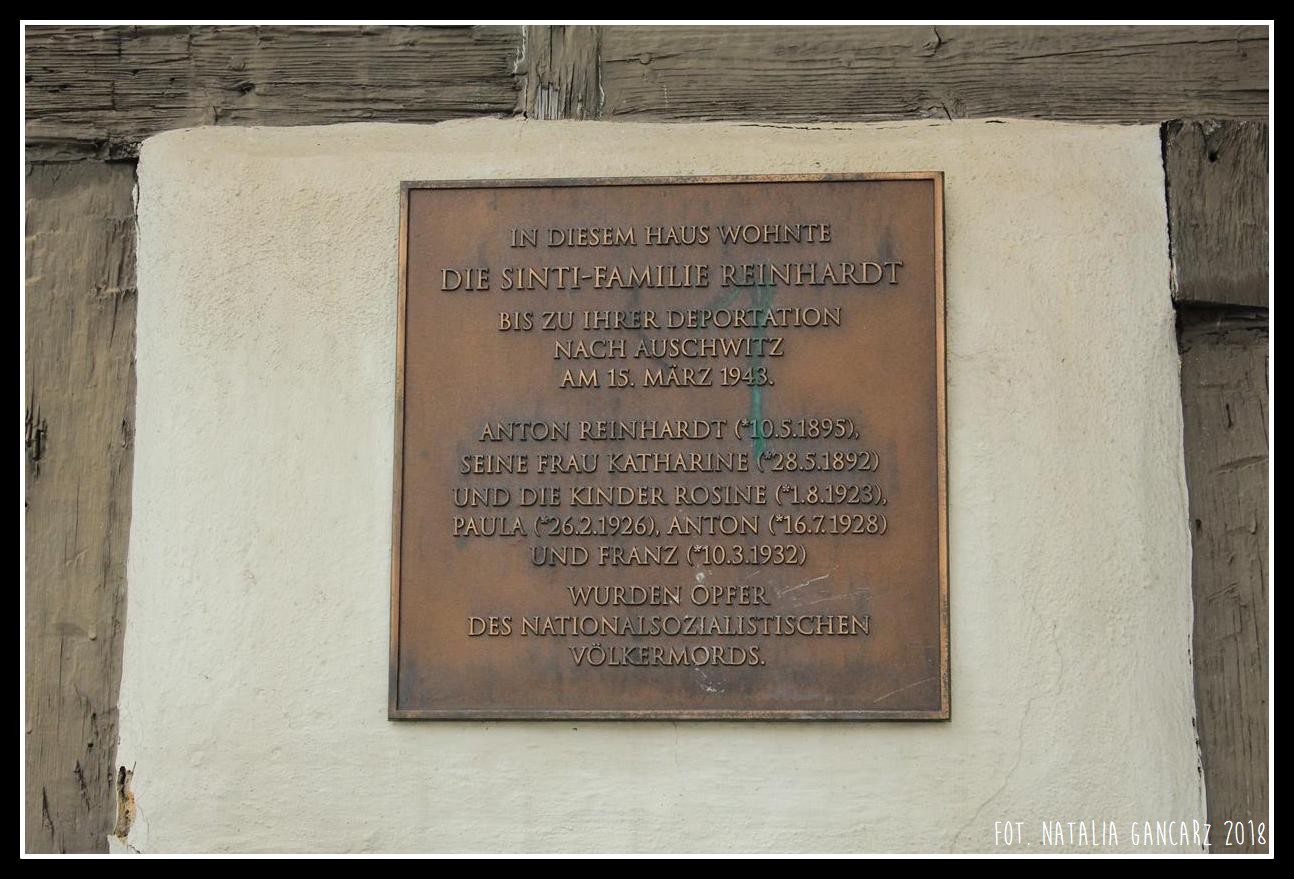 IN DIESEM HAUS WOHNTE
DIE SINTI-FAMILIE REINHARDT
BIS ZU IHRER DEPORTATION
NACH AUSCHWITZ
AM 15. MÄRZ 1943.
ANTON REINHARDT (*10.5.1895),
SEINE FRAU KATHARINE (*28.5.1892)
UND DIE KINDER ROSINE (*1.8.1923),
PAULA (*26.2.1926), ANTON (*16.7.1928)
UND FRANZ (*10.3.1932)
WURDEN OPFER
DES NATIONALSOZIALISTISCHEN
VÖLKERMORDS.
FOT. NATALIA GANCARZ 2018